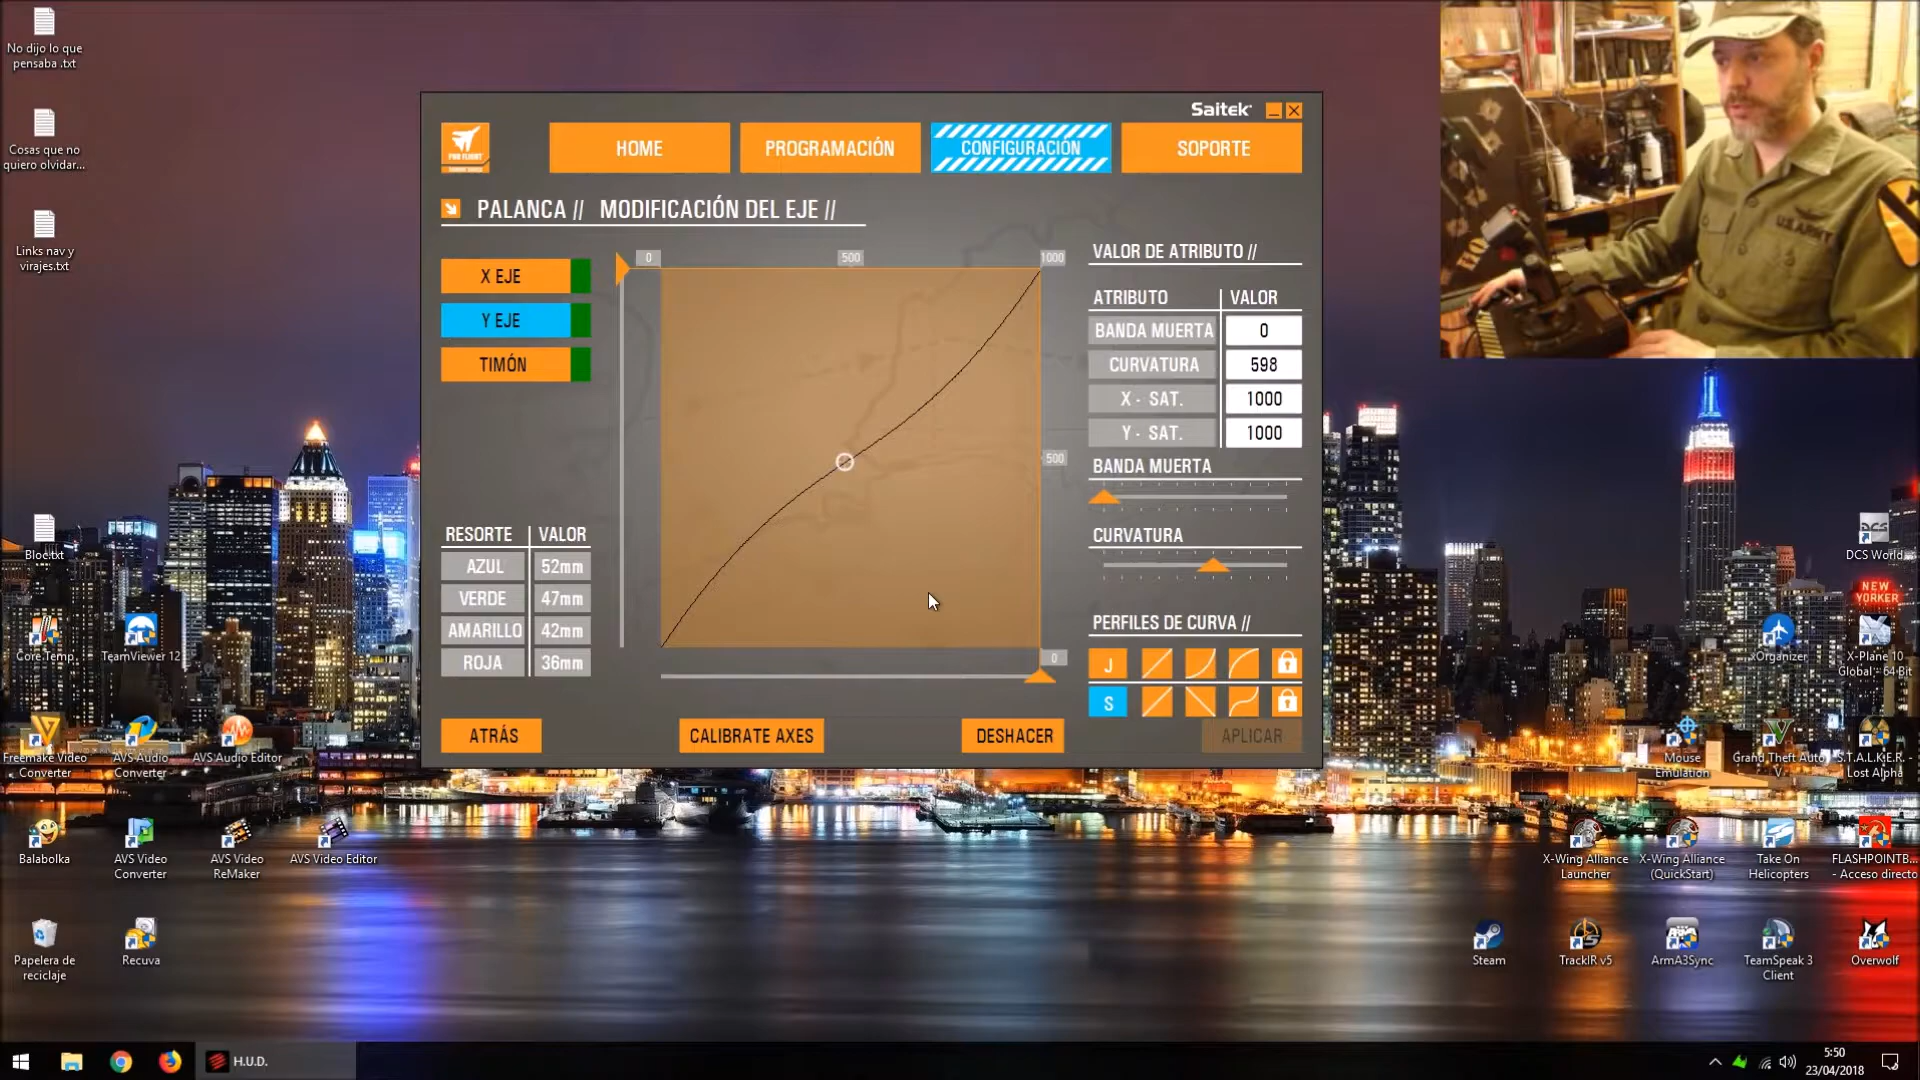 No dijo lo que
pensaba .txt
Cosas que no
quiero olvidar...
Links nav y
virajes.txt
Bloc.txt
Core Temp
TeamViewer 12
Freemake Video
Converter
AVS Audio
Converter
AVS Audio Editor
Balabolka
AVS Video
Converter
AVS Video
ReMaker
AVS Video Editor
Papelera de
reciclaje
Recuva
Saitek
HOME
PROGRAMACIÓN
CONFIGURACIÓN
SOPORTE
PALANCA // MODIFICACIÓN DEL EJE //
X EJE
Y EJE
TIMÓN
RESORTE VALOR
AZUL 52mm
VERDE 47mm
AMARILLO 42mm
ROJA 36mm
0
500
1000
500
0
VALOR DE ATRIBUTO //
ATRIBUTO VALOR
BANDA MUERTA 0
CURVATURA 598
X - SAT. 1000
Y - SAT. 1000
BANDA MUERTA
CURVATURA
PERFILES DE CURVA //
J
S
ATRÁS
CALIBRATE AXES
DESHACER
APLICAR
U.S. ARMY
DCS World
NEW
YORKER
xOrganizer
X-Plane 10
Global - 64 Bit
Mouse
Emulation
Grand Theft Auto
V
S.T.A.L.K.E.R. -
Lost Alpha
X-Wing Alliance
Launcher
X-Wing Alliance
(QuickStart)
Take On
Helicopters
FLASHPOINTB...
- Acceso directo
Steam
TrackIR v5
ArmA3Sync
TeamSpeak 3
Client
Overwolf
H.U.D.
5:50
23/04/2018